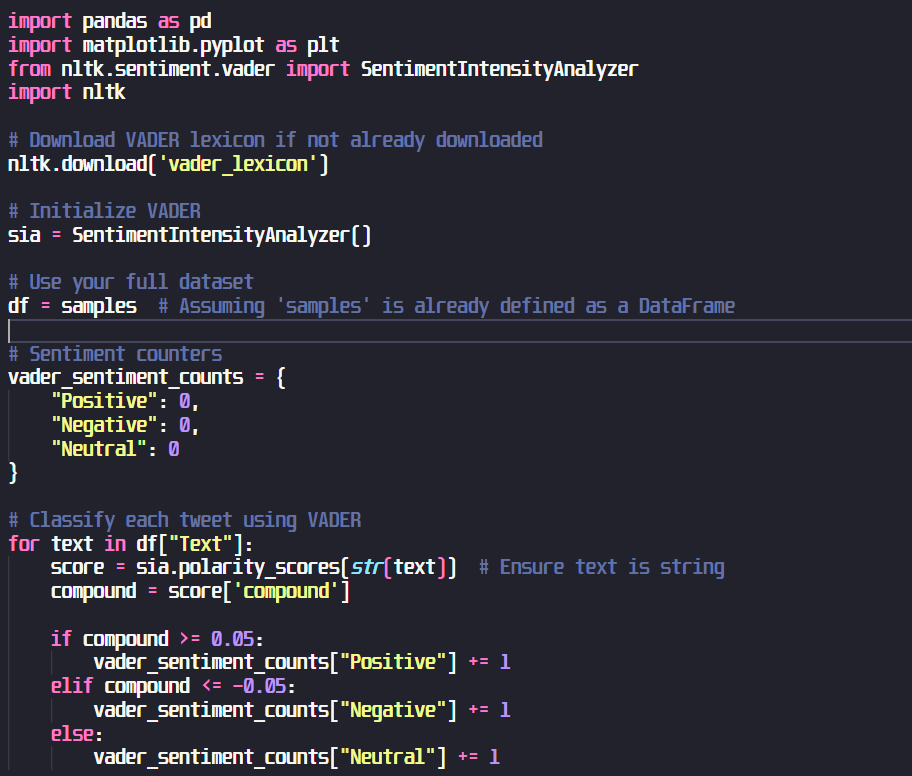 import pandas as pd
import matplotlib.pyplot as plt
from nltk.sentiment.vader import SentimentIntensityAnalyzer
import nltk

# Download VADER lexicon if not already downloaded
nltk.download('vader_lexicon')

# Initialize VADER
sia = SentimentIntensityAnalyzer()

# Use your full dataset
df = samples  # Assuming 'samples' is already defined as a DataFrame

# Sentiment counters
vader_sentiment_counts = {
    "Positive": 0,
    "Negative": 0,
    "Neutral": 0
}

# Classify each tweet using VADER
for text in df["Text"]:
    score = sia.polarity_scores(str(text))  # Ensure text is string
    compound = score['compound']

    if compound >= 0.05:
        vader_sentiment_counts["Positive"] += 1
    elif compound <= -0.05:
        vader_sentiment_counts["Negative"] += 1
    else:
        vader_sentiment_counts["Neutral"] += 1